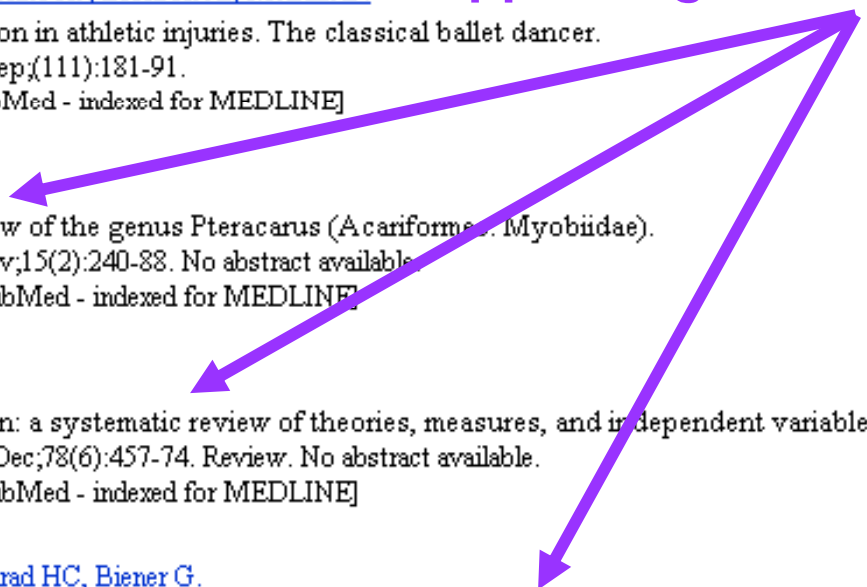 on in athletic injuries. The classical ballet dancer.
ep;(111):181-91.
Med - indexed for MEDLINE]
w of the genus Pteracarus (Acariformes: Myobiidae).
v;15(2):240-88. No abstract available.
bMed - indexed for MEDLINE]
n: a systematic review of theories, measures, and independent variable
Dec;78(6):457-74. Review. No abstract available.
bMed - indexed for MEDLINE]
rad HC, Biener G.